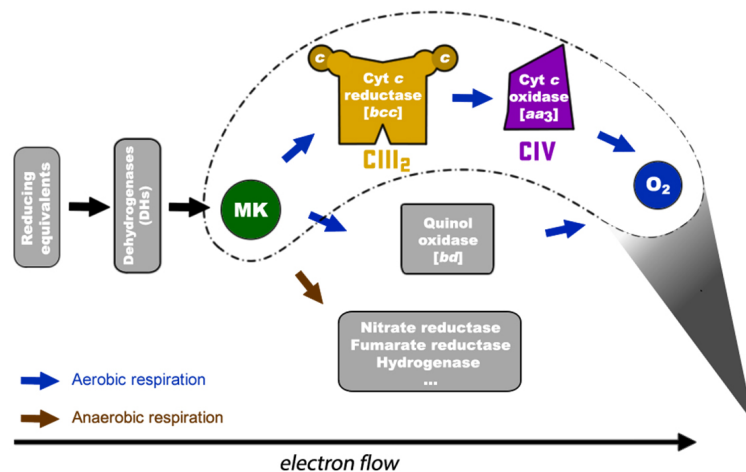 c
c
Cyt c
reductase
[bcc]
CIII2
Cyt c
oxidase
[aa3]
CIV
Reducing
equivalents
Dehydrogenases
(DHs)
MK
O2
Quinol
oxidase
[bd]
Nitrate reductase
Fumarate reductase
Hydrogenase
...
Aerobic respiration
Anaerobic respiration
electron flow